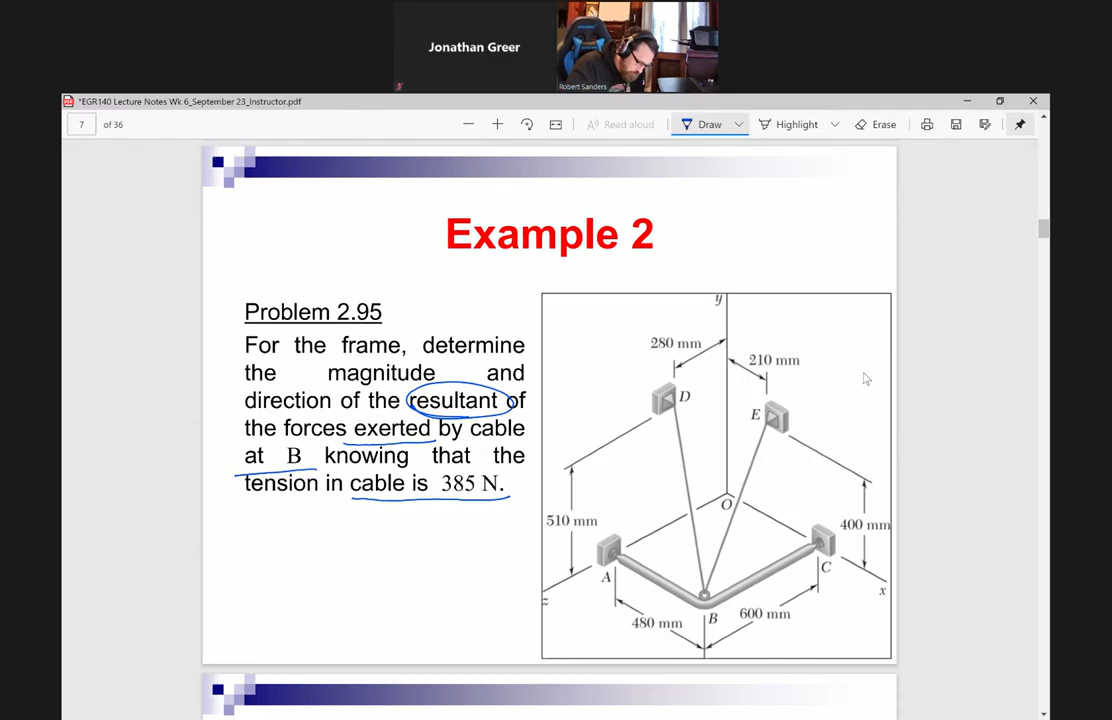 Jonathan Greer
Robert Sanders
*EGR140 Lecture Notes Wk 6_September 23_Instructor.pdf
7 of 36
Read aloud
Draw
Highlight
Erase
Example 2
Problem 2.95
For the frame, determine
the magnitude and
direction of the resultant of
the forces exerted by cable
at B knowing that the
tension in cable is 385 N.
y
280 mm
210 mm
D
E
O
510 mm
400 mm
A
C
x
z
B
480 mm
600 mm